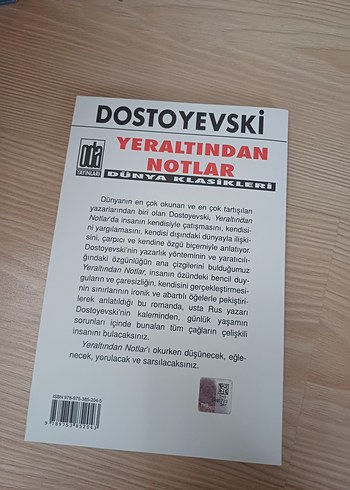 DOSTOYEVSKİ
oda
YAYINLARI
YERALTINDAN
NOTLAR
DÜNYA KLASİKLERİ
Dünyanın en çok okunan ve en çok tartışılan
yazarlarından biri olan Dostoyevski, Yeraltından
Notlar'da insanın kendisiyle çatışmasını, kendisi-
ni yargılamasını, kendisi dışındaki dünyayla ilişki-
sini, çarpıcı ve kendine özgü biçemiyle anlatıyor.
Dostoyevski'nin yazarlık yönteminin ve yaratıcılı-
ğındaki özgünlüğün ana çizgilerini bulduğumuz
Yeraltından Notlar, insanın özündeki bencil duy-
guların ve çaresizliğin, kendisini gerçekleştirmesi-
nin sınırlarının ironik ve abartılı öğelerle pekiştiri-
lerek anlatıldığı bu romanda, usta Rus yazarı
Dostoyevski'nin kaleminden, günlük yaşamın
sorunları içinde bunalan tüm çağların çelişkili
insanını bulacaksınız.
Yeraltından Notlar'ı okurken düşünecek, eğle-
necek, yorulacak ve sarsılacaksınız.